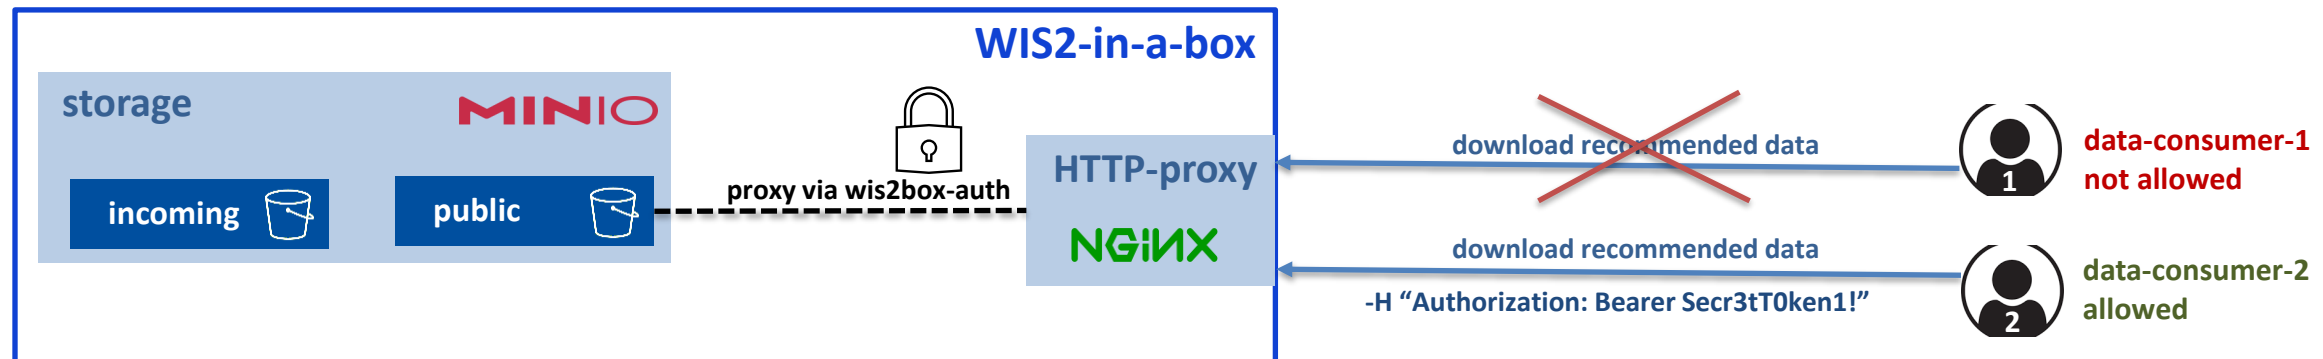 WIS2-in-a-box
storage
MINIO
incoming
public
proxy via wis2box-auth
HTTP-proxy
NGINX
download recommended data
1
data-consumer-1
not allowed
download recommended data
-H “Authorization: Bearer Secr3tT0ken1!”
2
data-consumer-2
allowed